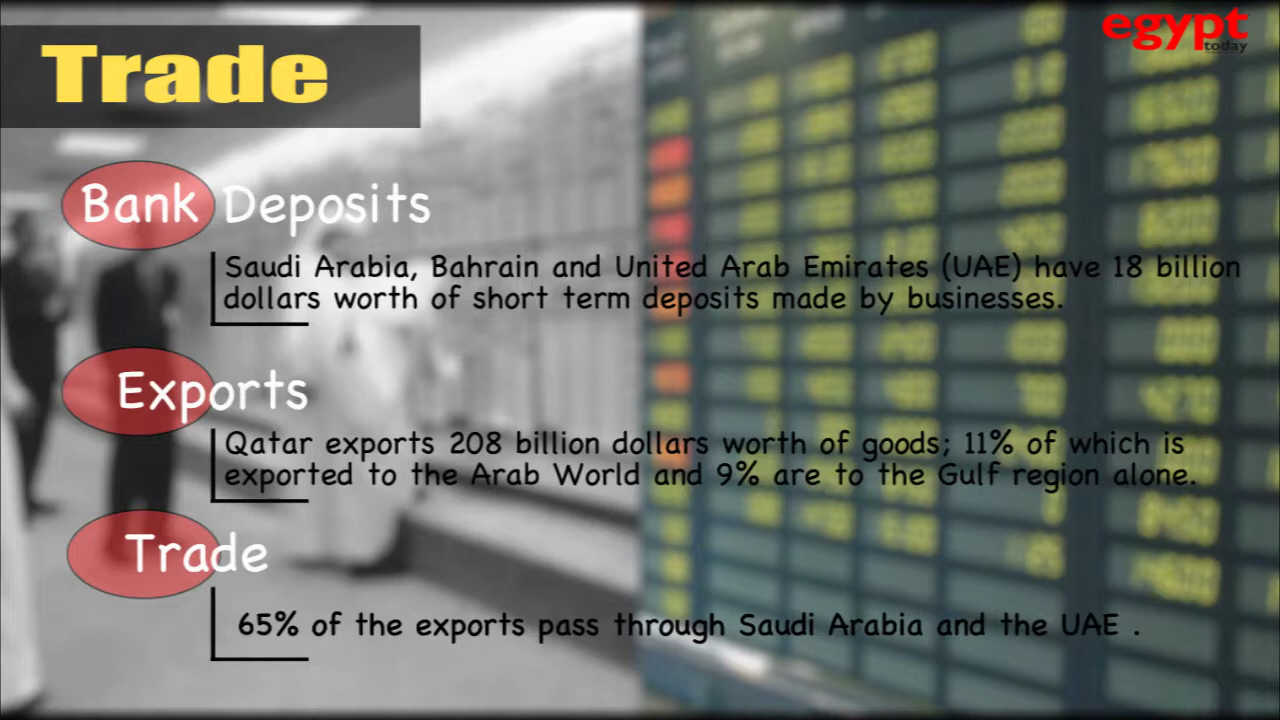 egypt
today
Trade
Bank Deposits
Saudi Arabia, Bahrain and United Arab Emirates (UAE) have 18 billion
dollars worth of short term deposits made by businesses.
Exports
Qatar exports 208 billion dollars worth of goods; 11% of which is
exported to the Arab World and 9% are to the Gulf region alone.
Trade
65% of the exports pass through Saudi Arabia and the UAE .